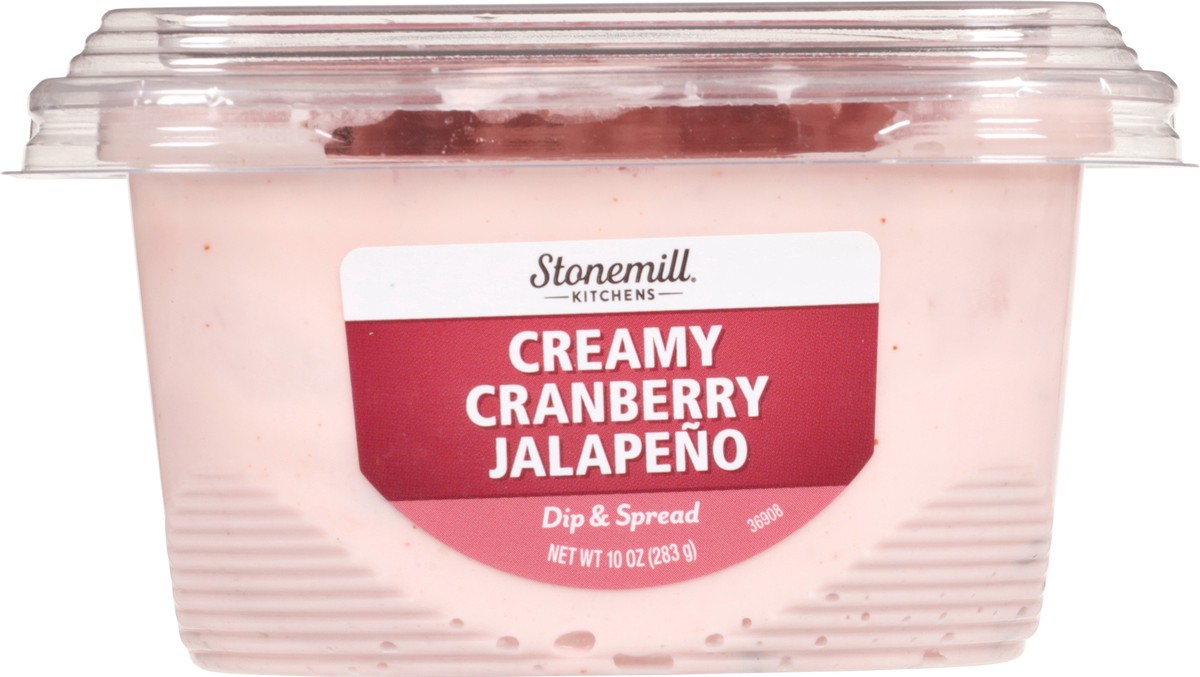 Stonemill®
KITCHENS
CREAMY
CRANBERRY
JALAPEÑO
Dip & Spread
36908
NET WT 10 OZ (283 g)